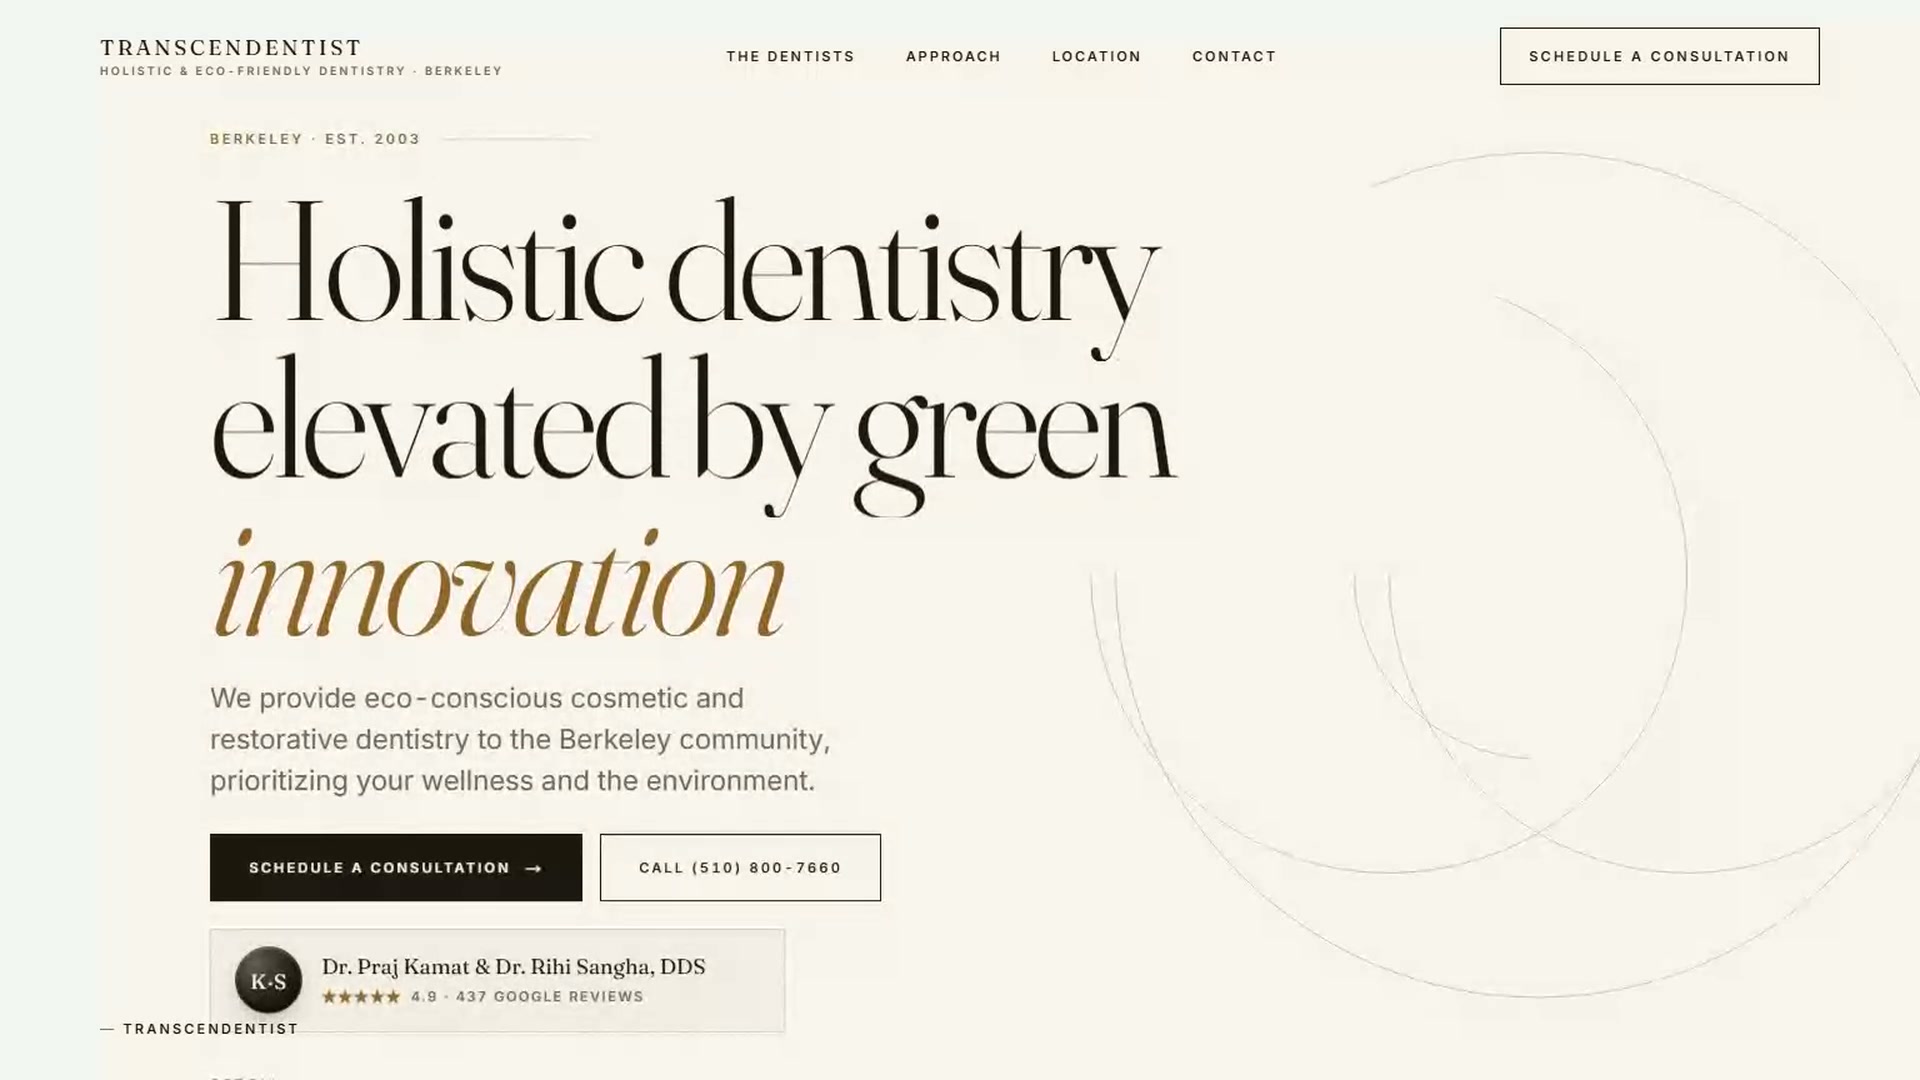 TRANSCENDENTIST
HOLISTIC & ECO-FRIENDLY DENTISTRY · BERKELEY
THE DENTISTS
APPROACH
LOCATION
CONTACT
SCHEDULE A CONSULTATION
BERKELEY · EST. 2003
Holistic dentistry
elevated by green
innovation
We provide eco-conscious cosmetic and
restorative dentistry to the Berkeley community,
prioritizing your wellness and the environment.
SCHEDULE A CONSULTATION →
CALL (510) 800-7660
K·S
Dr. Praj Kamat & Dr. Rihi Sangha, DDS
★★★★★ 4.9 · 437 GOOGLE REVIEWS
— TRANSCENDENTIST